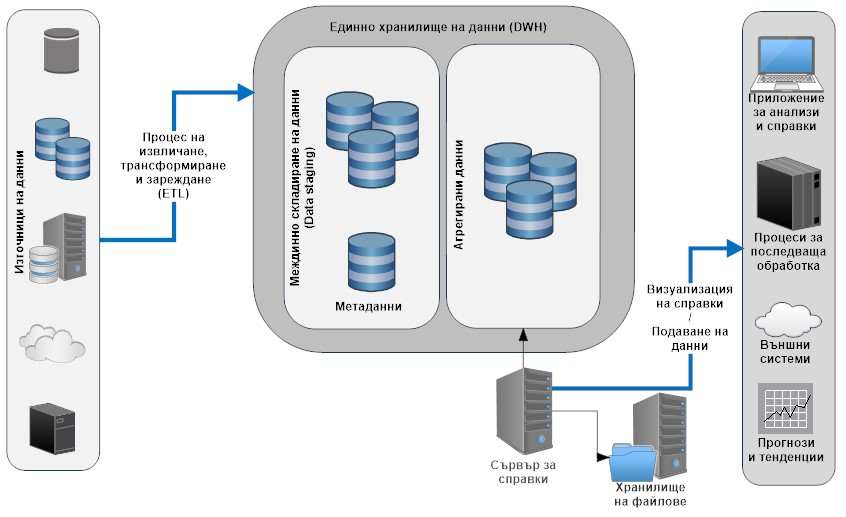 Източници на данни
Процес на
извличане,
трансформиране
и зареждане
(ETL)
Единно хранилище на данни (DWH)
Междинно складиране на данни
(Data staging)
Метаданни
Агрегирани данни
Сървър за
справки
Хранилище
на файлове
Визуализация
на справки
/
Подаване на
данни
Приложение
за анализи
и справки
Процеси за
последваща
обработка
Външни
системи
Прогнози
и тенденции